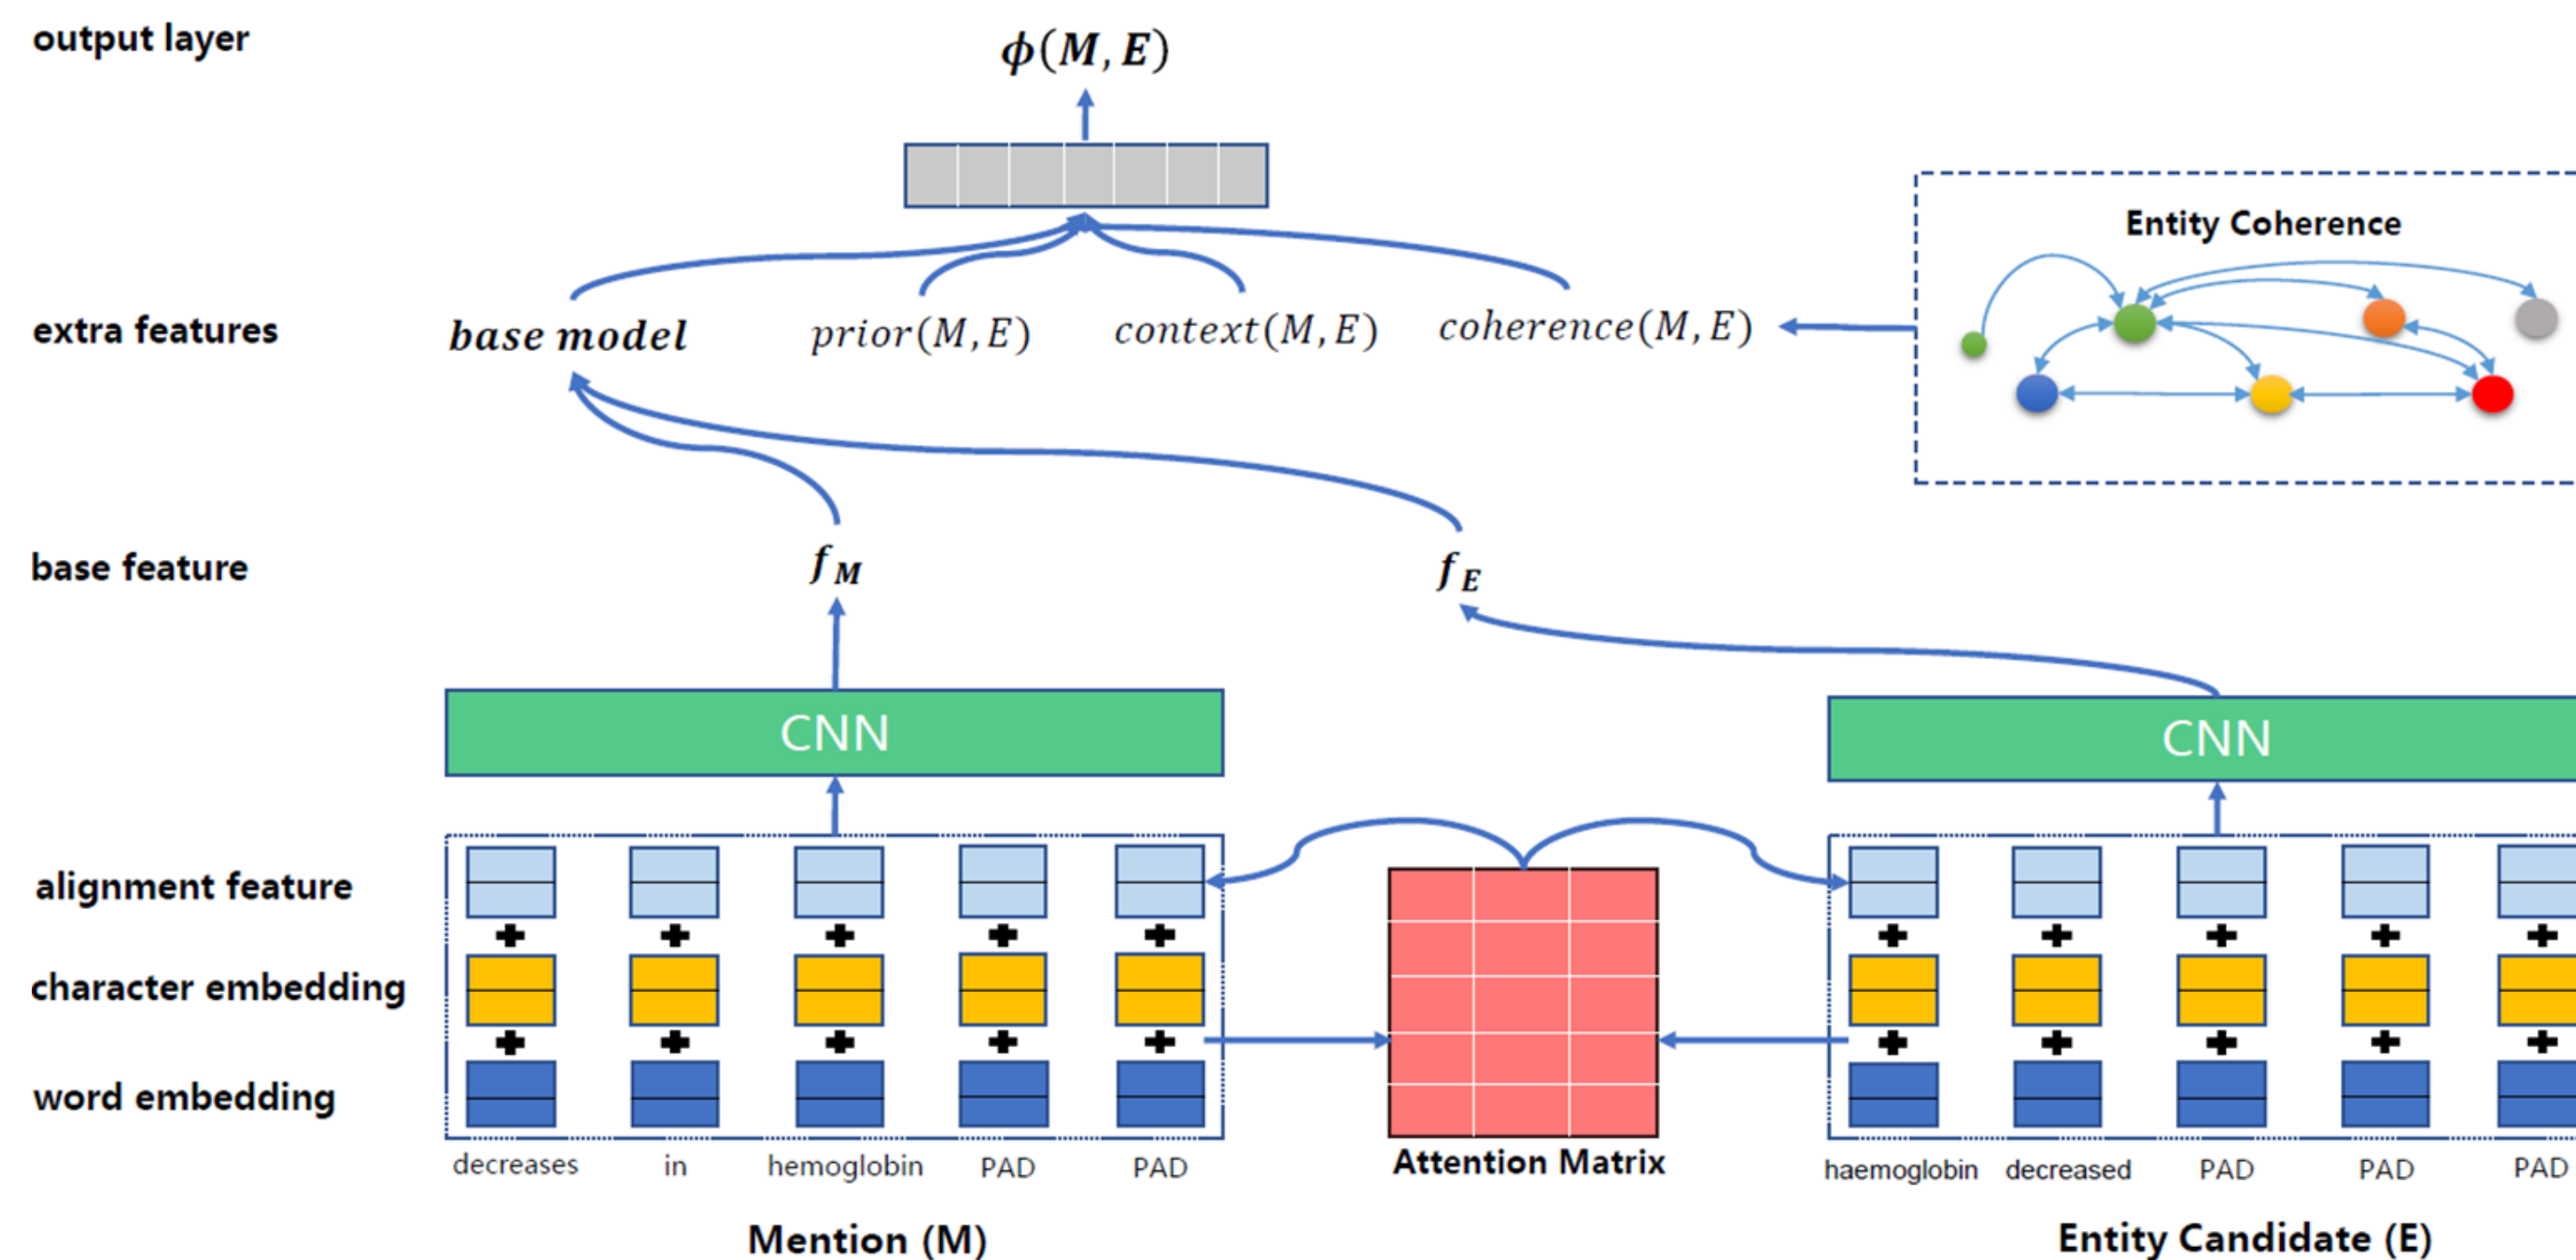 output layer
ϕ(M, E)
Entity Coherence
extra features
base model
prior(M, E)
context(M, E)
coherence(M, E)
base feature
f_M
f_E
CNN
CNN
alignment feature
character embedding
word embedding
decreases in hemoglobin PAD PAD
Attention Matrix
haemoglobin decreased PAD PAD PAD
Mention (M)
Entity Candidate (E)